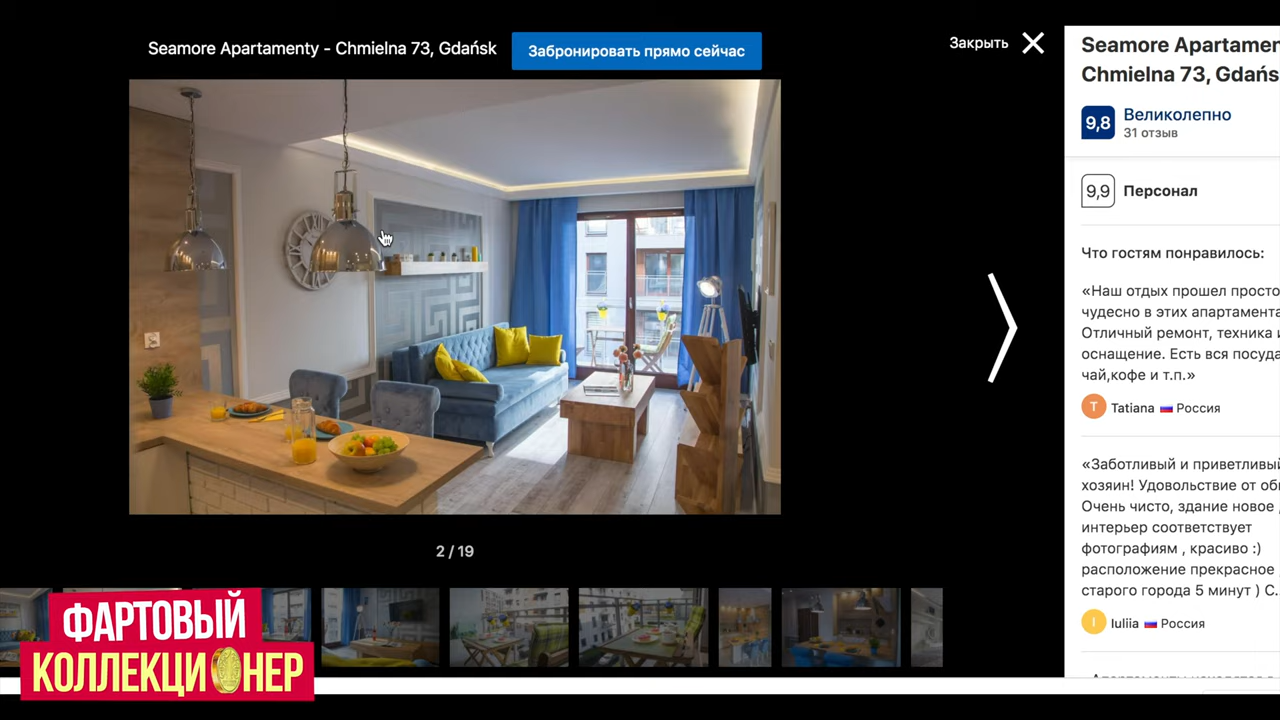 Seamore Apartamenty - Chmielna 73, Gdańsk
Забронировать прямо сейчас
Закрыть
2 / 19
Seamore Apartamen
Chmielna 73, Gdańs
9,8
Великолепно
31 отзыв
9,9
Персонал
Что гостям понравилось:
«Наш отдых прошел просто
чудесно в этих апартамента
Отличный ремонт, техника и
оснащение. Есть вся посуда
чай,кофе и т.п.»
T
Tatiana
Россия
«Заботливый и приветливый
хозяин! Удовольствие от об
Очень чисто, здание новое ,
интерьер соответствует
фотографиям , красиво :)
расположение прекрасное ,
старого города 5 минут ) С.
I
Iuliia
Россия
ФАРТОВЫЙ
КОЛЛЕКЦИОНЕР